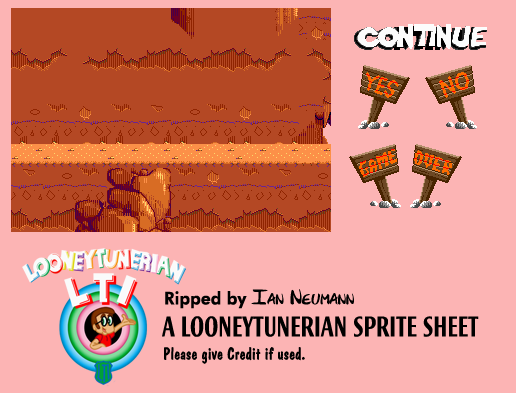 CONTINUE
YES NO
GAME OVER
LOONEYTUNERIAN
LTI
Ripped by IAN NEUMANN
A LOONEYTUNERIAN SPRITE SHEET
Please give Credit if used.